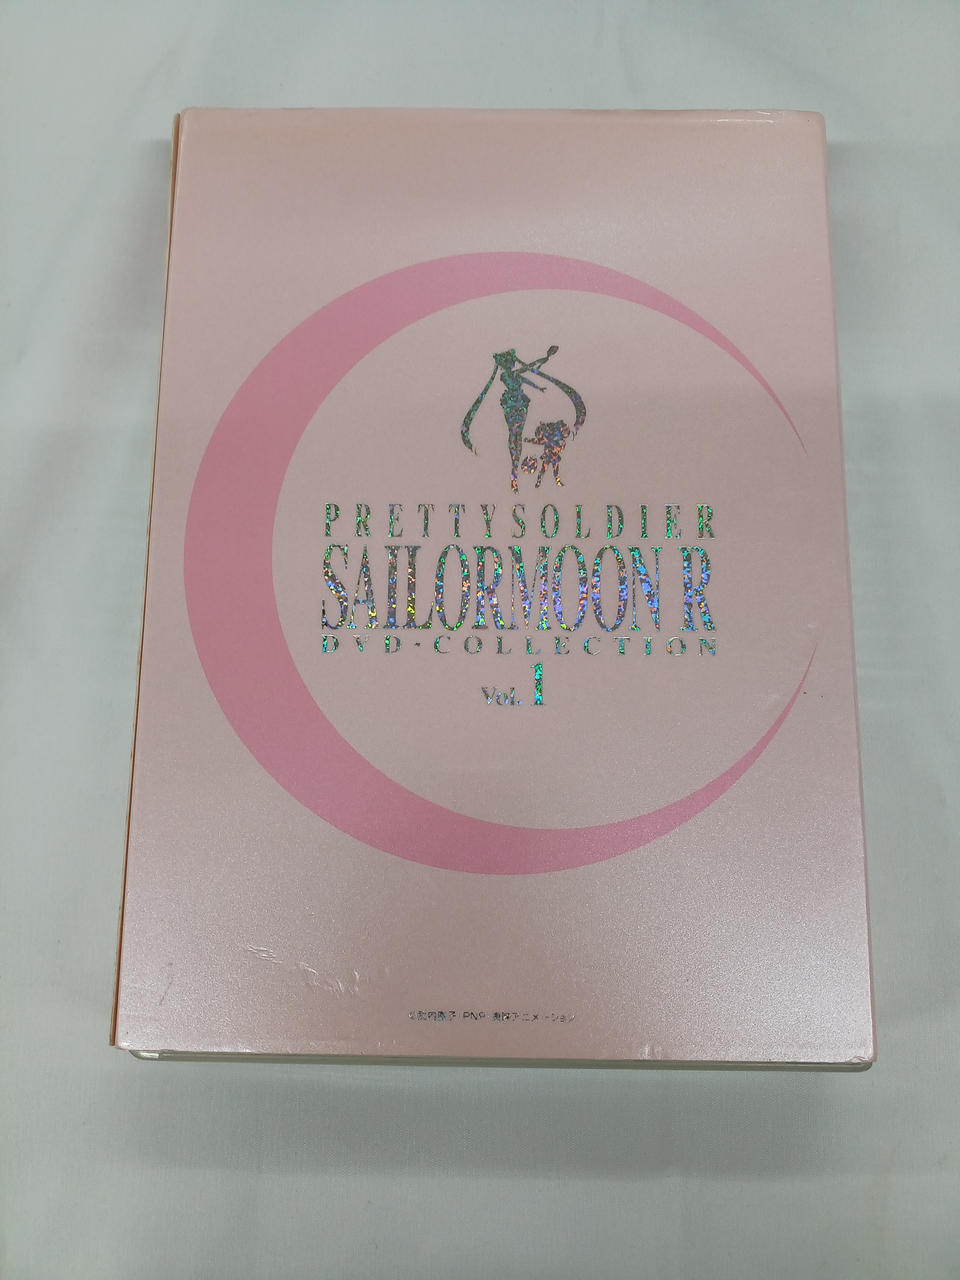 PRETTYSOLDIER
SAILORMOON R
DVD-COLLECTION
Vol. 1
©武内直子・PNP・東映アニメーション